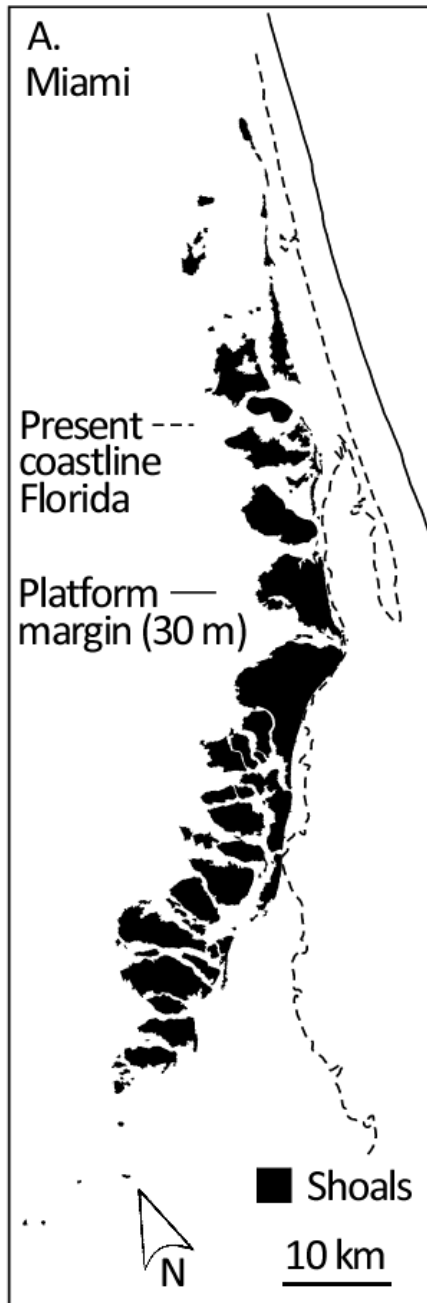 A.
Miami
Present
coastline
Florida
Platform
margin (30 m)
Shoals
N
10 km